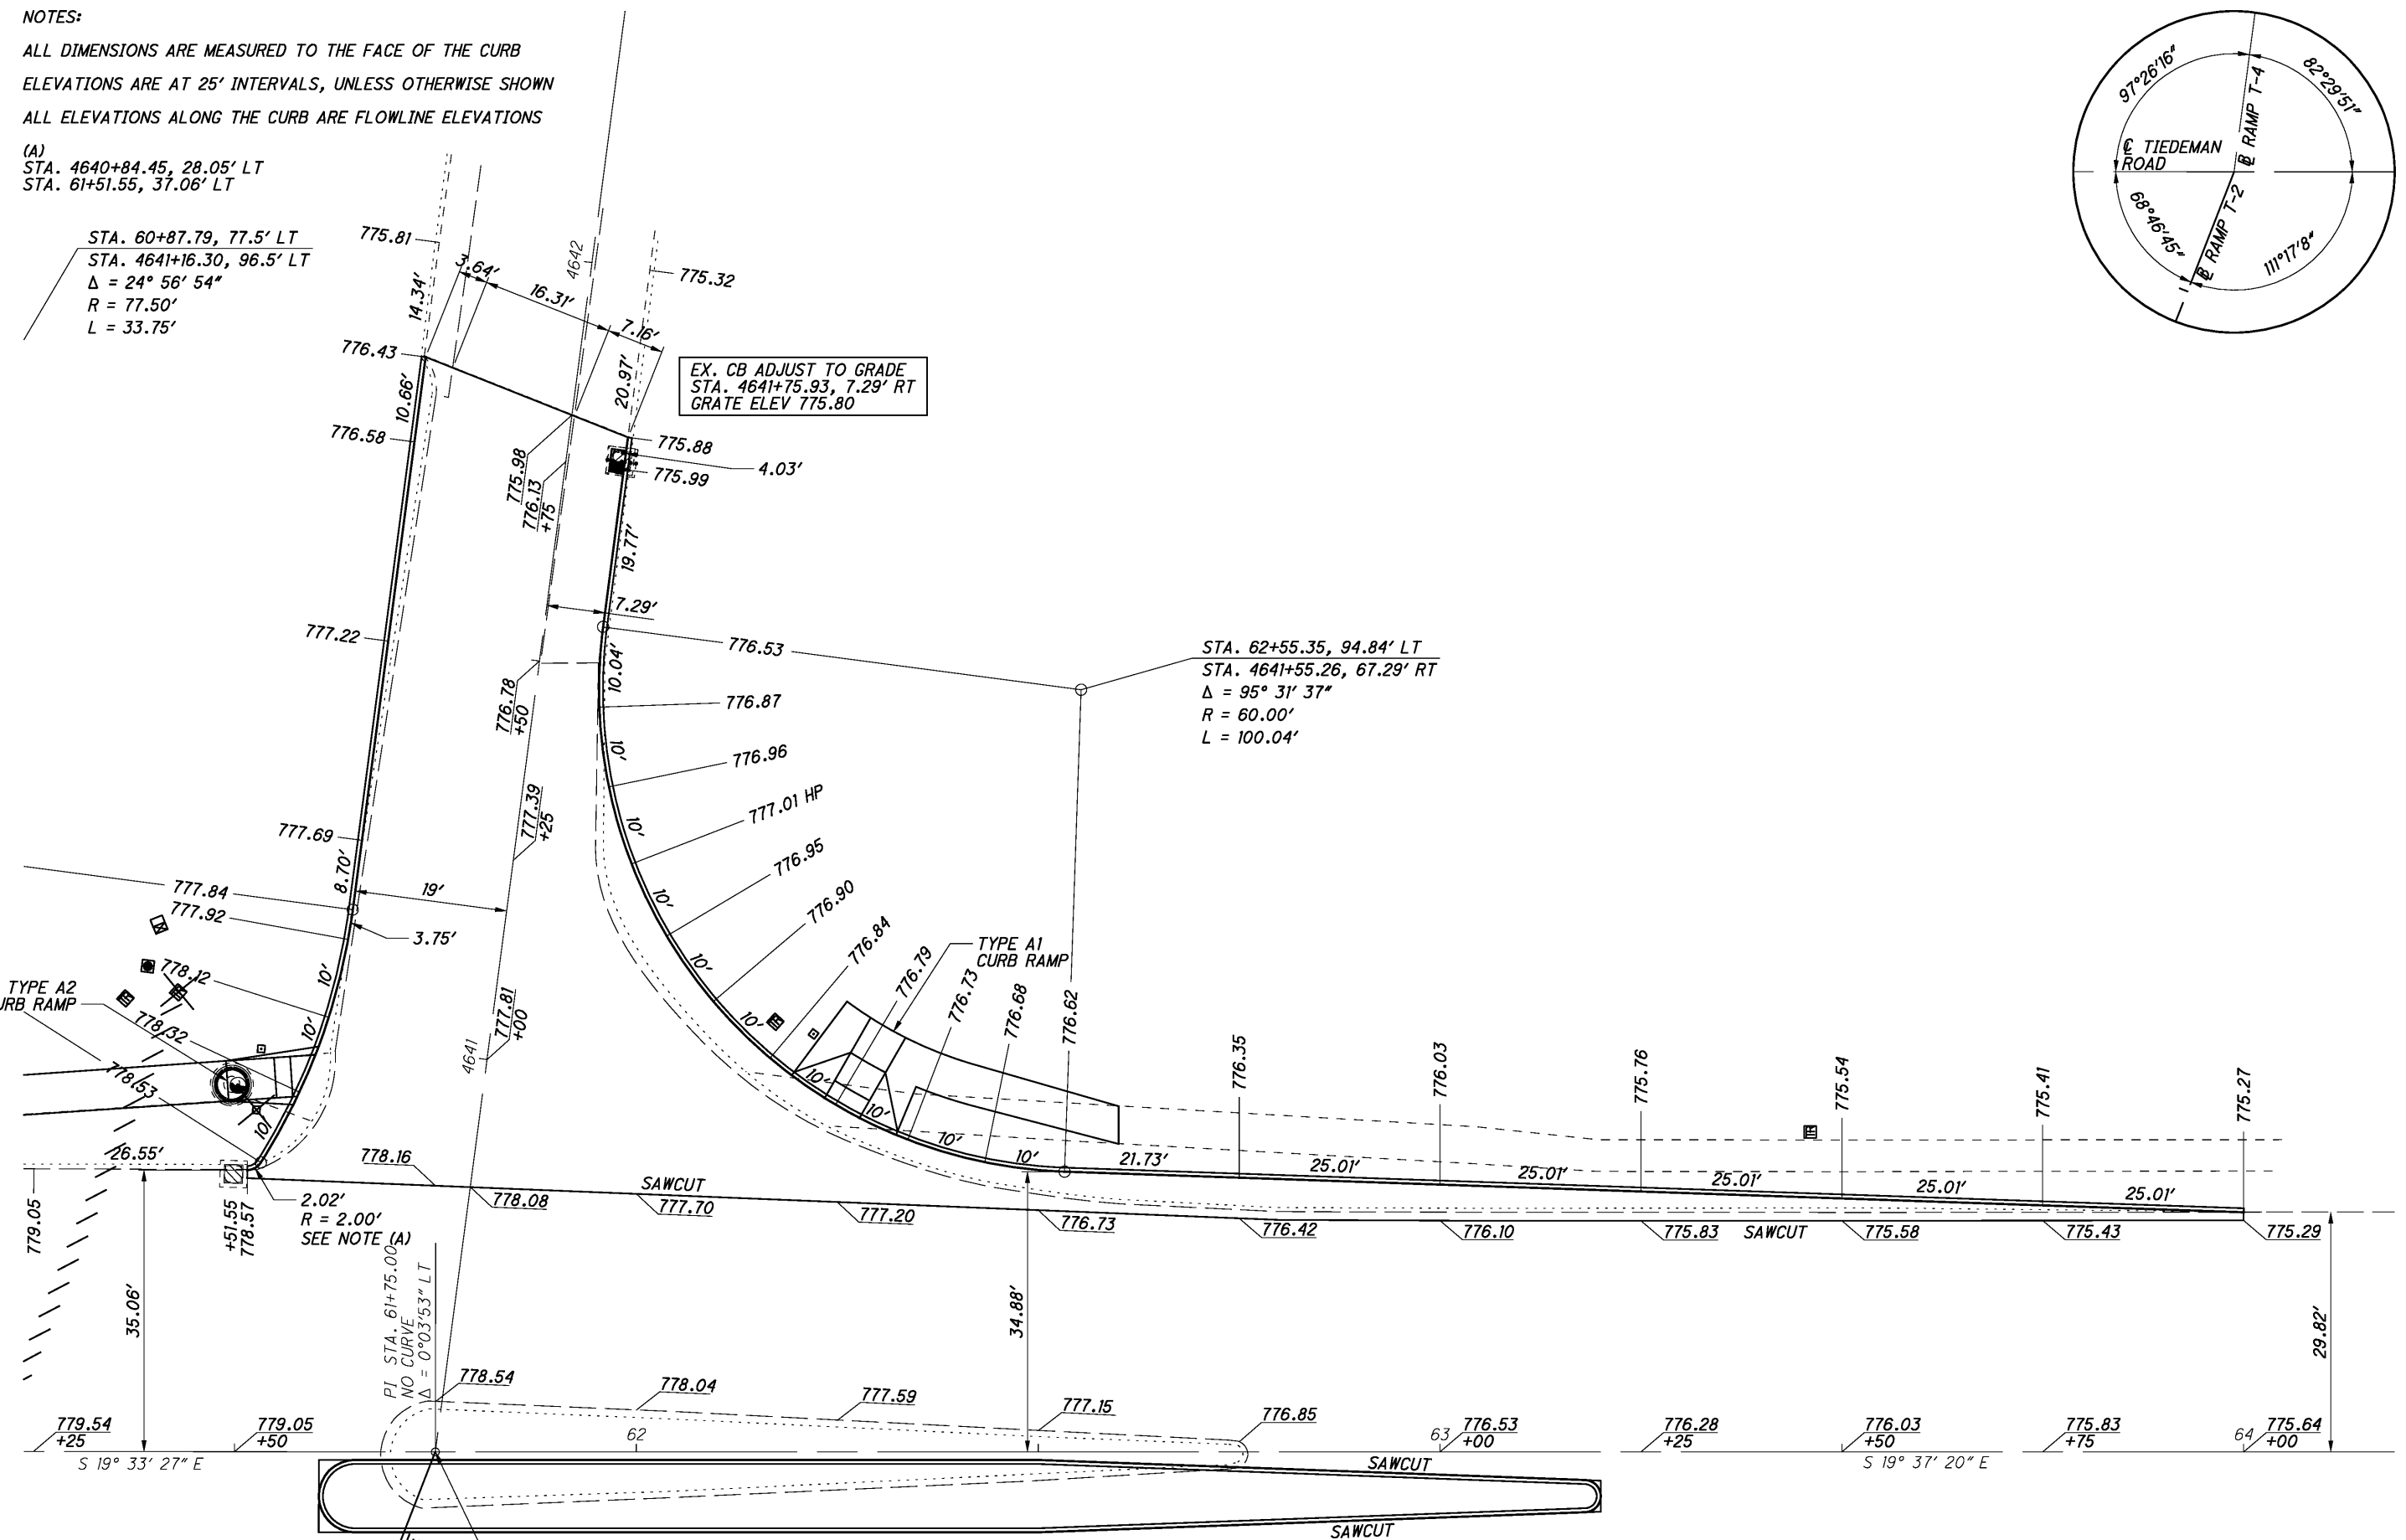 NOTES:
ALL DIMENSIONS ARE MEASURED TO THE FACE OF THE CURB
ELEVATIONS ARE AT 25' INTERVALS, UNLESS OTHERWISE SHOWN
ALL ELEVATIONS ALONG THE CURB ARE FLOWLINE ELEVATIONS
(A)
STA. 4640+84.45, 28.05' LT
STA. 61+51.55, 37.06' LT
STA. 60+87.79, 77.5' LT
STA. 4641+16.30, 96.5' LT
Δ = 24° 56' 54"
R = 77.50'
L = 33.75'
97°26'16"
82°29'51"
℄ TIEDEMAN
ROAD
RAMP T-4
RAMP T-2
68°46'45"
111°17'8"
775.81
14.34'
3.64'
16.31'
7.16'
4642
775.32
20.97'
776.43
10.66'
776.58
EX. CB ADJUST TO GRADE
STA. 4641+75.93, 7.29' RT
GRATE ELEV 775.80
775.88
4.03'
775.99
775.98
776.13
+75
19.77'
7.29'
777.22
776.53
10.04'
STA. 62+55.35, 94.84' LT
STA. 4641+55.26, 67.29' RT
Δ = 95° 31' 37"
R = 60.00'
L = 100.04'
776.78
+50
776.87
10'
776.96
777.39
+25
777.01 HP
10'
777.69
776.95
10'
8.70'
19'
777.84
777.92
3.75'
776.90
10'
776.84
10'
776.79
TYPE A1
CURB RAMP
776.73
776.68
776.62
10'
10'
10'
10'
778.12
10'
TYPE A2
URB RAMP
778.32
10'
778.53
10'
777.81
+00
4641
26.55'
779.05
+51.55
778.57
2.02'
R = 2.00'
SEE NOTE (A)
778.16
778.08
SAWCUT
777.70
777.20
776.73
21.73'
776.35
25.01'
776.03
25.01'
775.76
25.01'
775.54
25.01'
775.41
25.01'
775.27
776.42
776.10
775.83
SAWCUT
775.58
775.43
775.29
35.06'
34.88'
29.82'
PI STA. 61+75.00
NO CURVE
Δ = 0°03'53" LT
778.54
778.04
777.59
777.15
776.85
779.54
+25
779.05
+50
62
63
776.53
+00
776.28
+25
776.03
+50
775.83
+75
64
775.64
+00
S 19° 33' 27" E
S 19° 37' 20" E
SAWCUT
SAWCUT